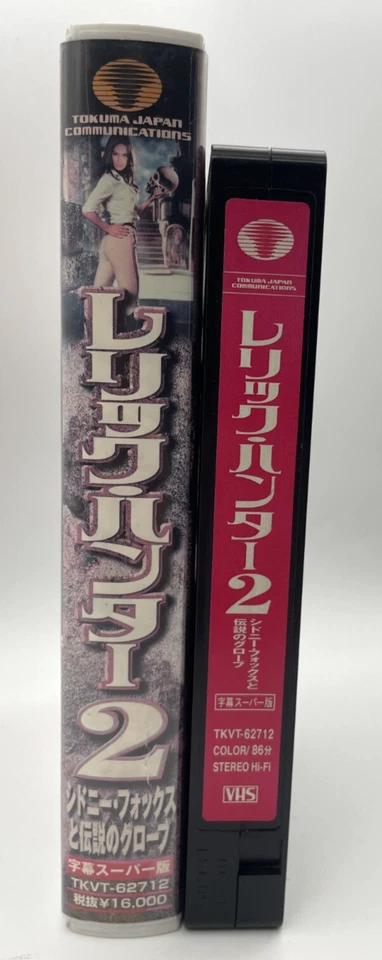 TOKUMA JAPAN
COMMUNICATIONS
レリック・ハンター2
シドニー・フォックス
と伝説のグローブ
字幕スーパー版
TKVT-62712
税抜¥16,000
TOKUMA JAPAN
COMMUNICATIONS
レリック・ハンター2
シドニー・フォックスと
伝説のグローブ
字幕スーパー版
TKVT-62712
COLOR/86分
STEREO Hi-Fi
VHS